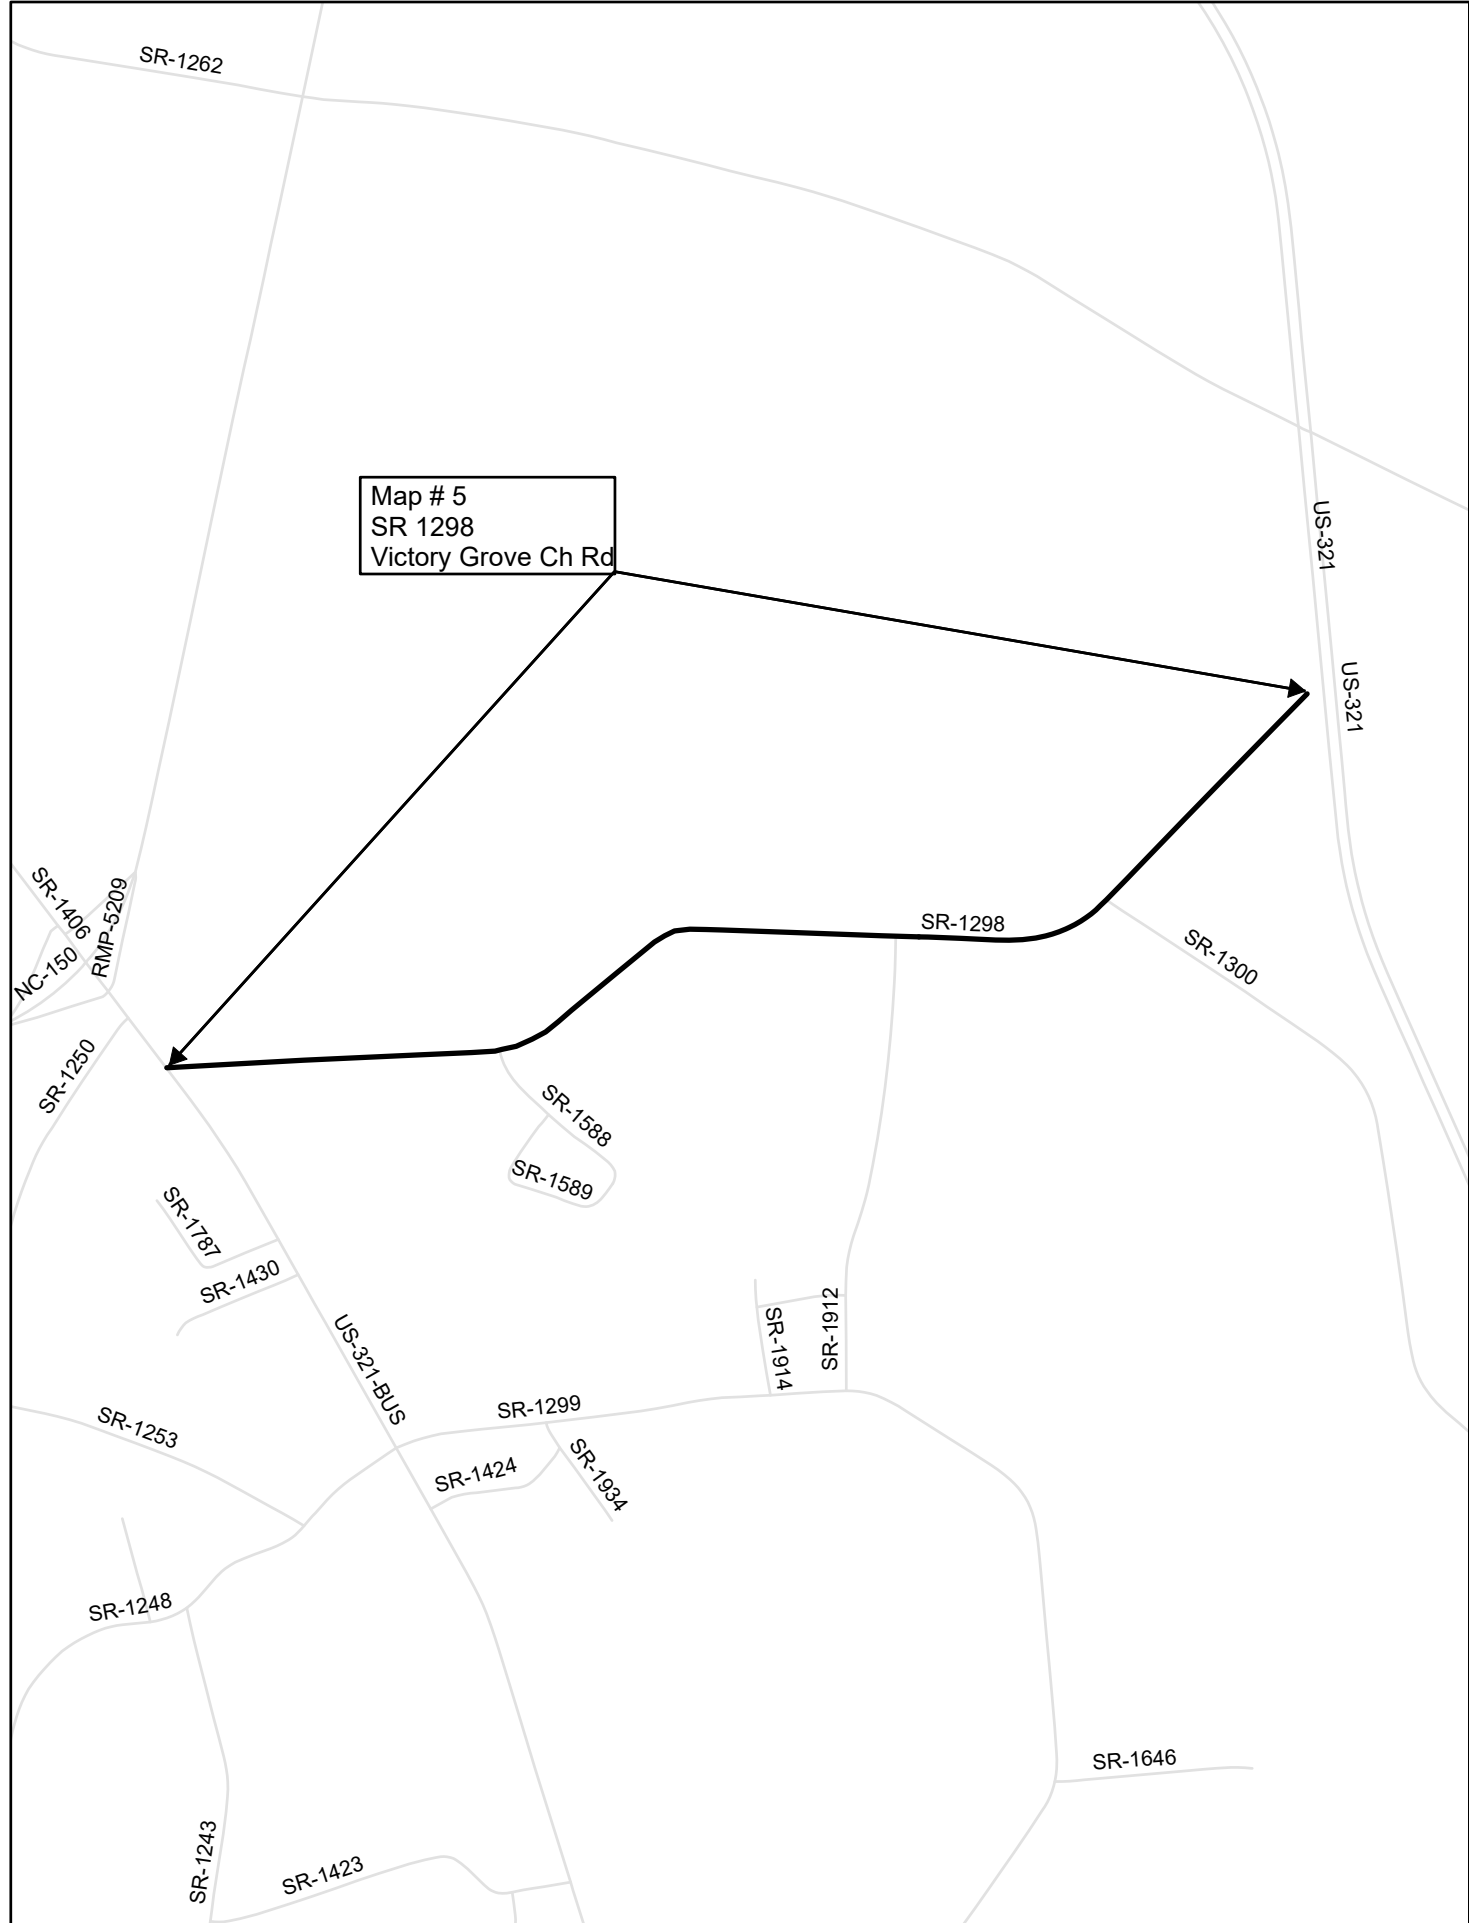 SR-1262
Map # 5
SR 1298
Victory Grove Ch Rd
US-321
US-321
SR-1406
RMP-5209
NC-150
SR-1298
SR-1300
SR-1250
SR-1588
SR-1589
SR-1787
SR-1430
US-321-BUS
SR-1914
SR-1912
SR-1299
SR-1253
SR-1424
SR-1934
SR-1248
SR-1646
SR-1243
SR-1423